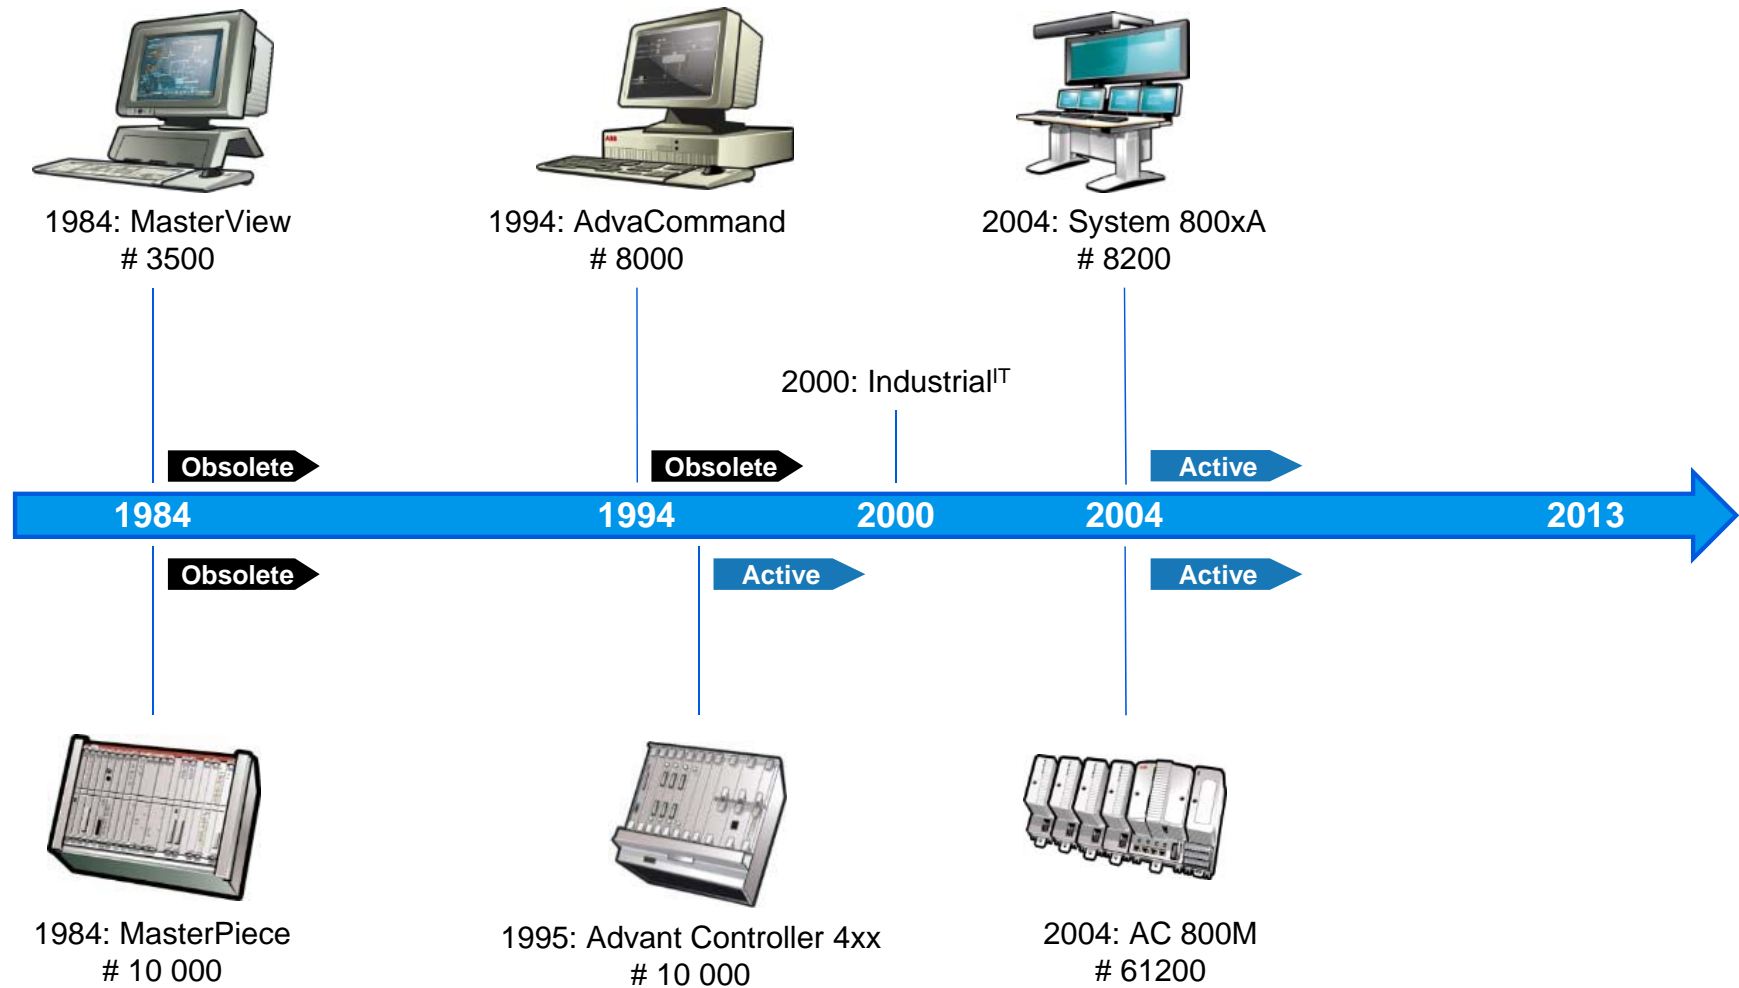 ABB
1984: MasterView
# 3500
1994: AdvaCommand
# 8000
2004: System 800xA
# 8200
2000: IndustrialIT
Obsolete
Obsolete
Active
1984
1994
2000
2004
2013
Obsolete
Active
Active
1984: MasterPiece
# 10 000
1995: Advant Controller 4xx
# 10 000
2004: AC 800M
# 61200